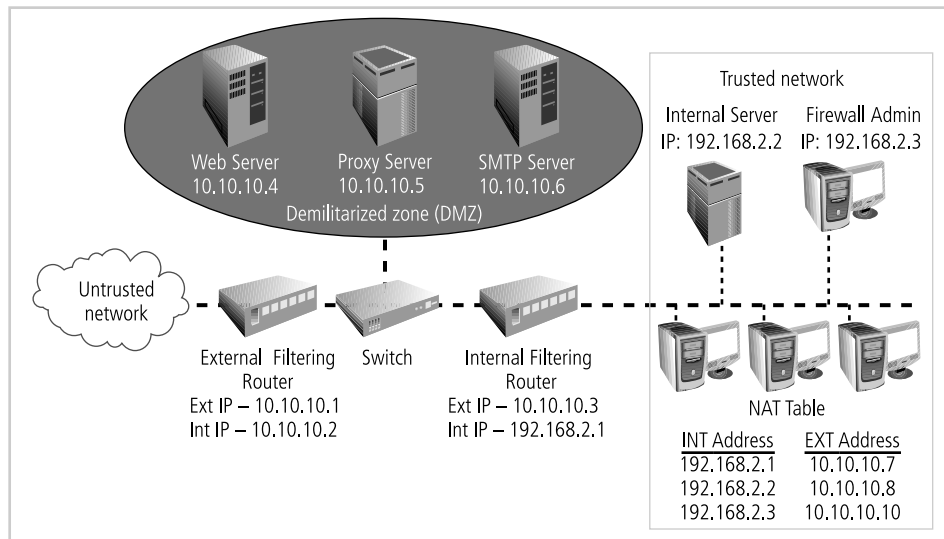 Web Server
10.10.10.4
Proxy Server
10.10.10.5
SMTP Server
10.10.10.6
Demilitarized zone (DMZ)
Trusted network
Internal Server
IP: 192.168.2.2
Firewall Admin
IP: 192.168.2.3
Untrusted
network
External Filtering
Router
Ext IP – 10.10.10.1
Int IP – 10.10.10.2
Switch
Internal Filtering
Router
Ext IP – 10.10.10.3
Int IP – 192.168.2.1
NAT Table
INT Address EXT Address
192.168.2.1 10.10.10.7
192.168.2.2 10.10.10.8
192.168.2.3 10.10.10.10